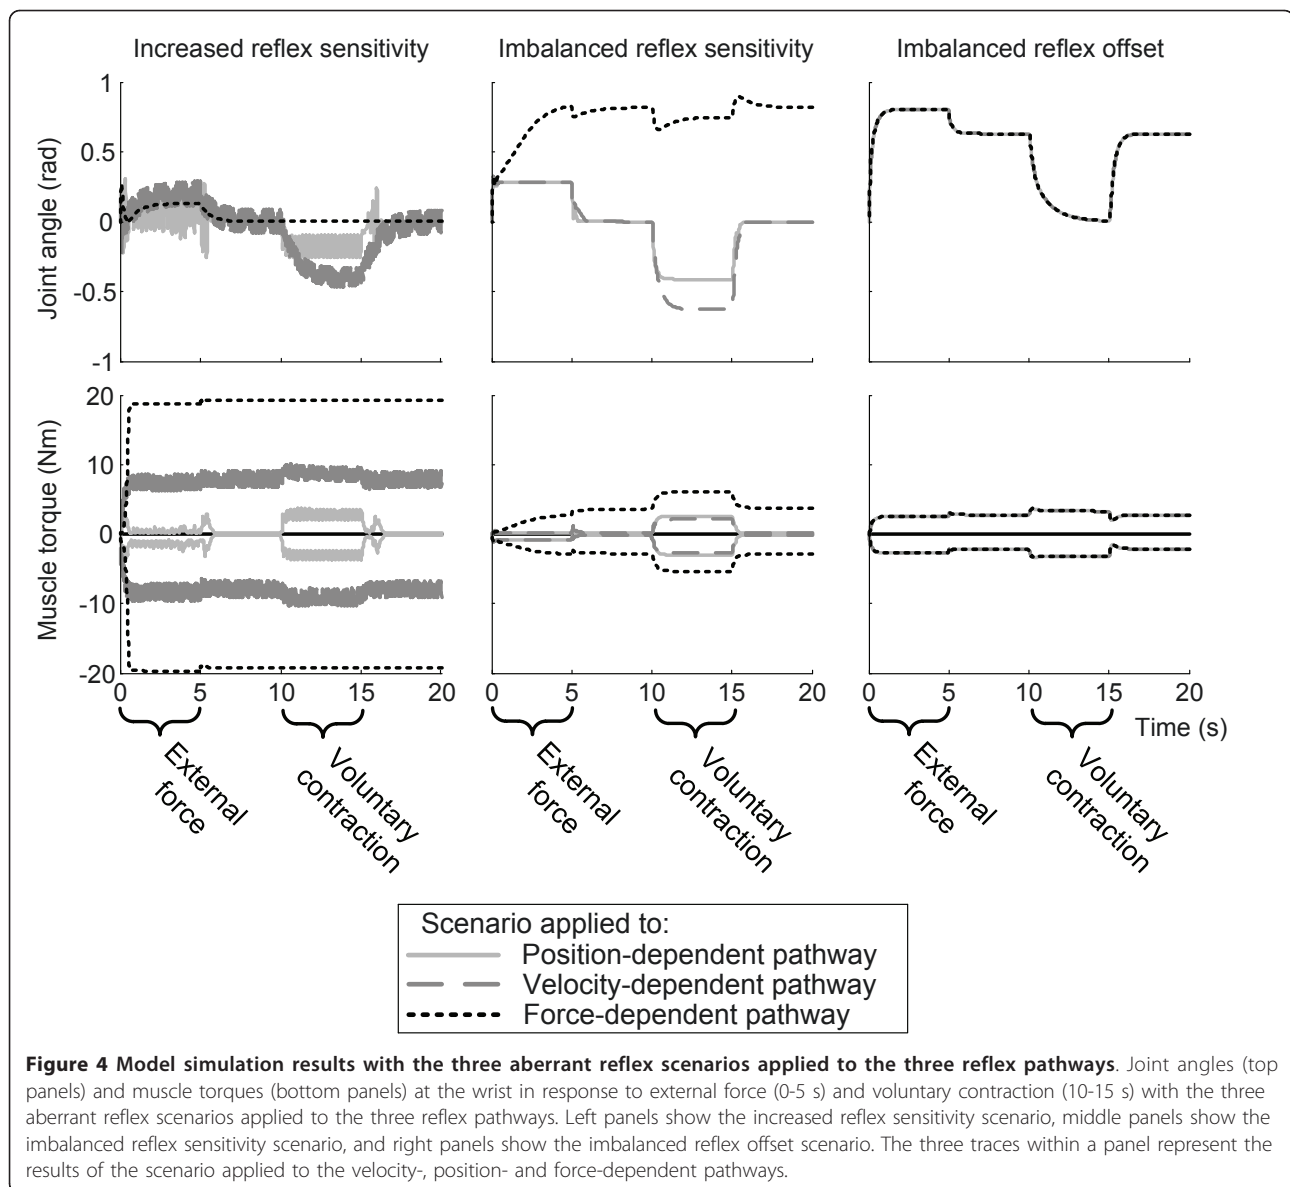 Increased reflex sensitivity
Imbalanced reflex sensitivity
Imbalanced reflex offset
Joint angle (rad)
1
0.5
0
-0.5
-1
Muscle torque (Nm)
20
10
0
-10
-20
0 5 10 15 20
0 5 10 15 20
0 5 10 15 20
Time (s)
External
force
Voluntary
contraction
External
force
Voluntary
contraction
External
force
Voluntary
contraction
Scenario applied to:
Position-dependent pathway
Velocity-dependent pathway
Force-dependent pathway
Figure 4 Model simulation results with the three aberrant reflex scenarios applied to the three reflex pathways. Joint angles (top
panels) and muscle torques (bottom panels) at the wrist in response to external force (0-5 s) and voluntary contraction (10-15 s) with the three
aberrant reflex scenarios applied to the three reflex pathways. Left panels show the increased reflex sensitivity scenario, middle panels show the
imbalanced reflex sensitivity scenario, and right panels show the imbalanced reflex offset scenario. The three traces within a panel represent the
results of the scenario applied to the velocity-, position- and force-dependent pathways.